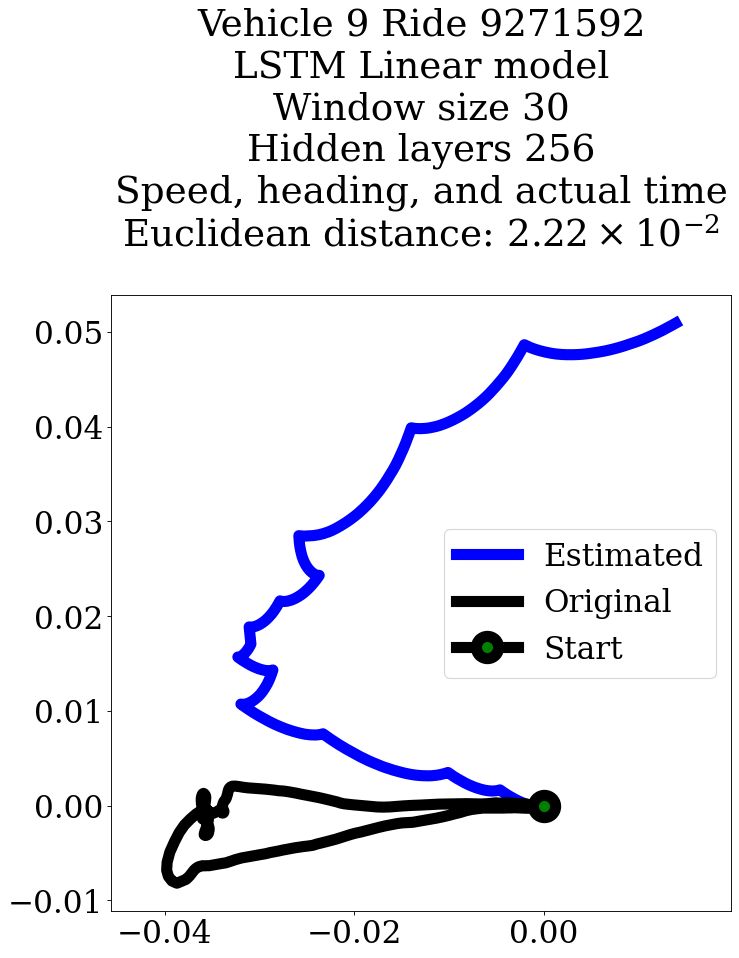 Vehicle 9 Ride 9271592
LSTM Linear model
Window size 30
Hidden layers 256
Speed, heading, and actual time
Euclidean distance: 2.22 × 10⁻²
0.05
0.04
0.03
0.02
0.01
0.00
−0.01
Estimated
Original
Start
−0.04
−0.02
0.00